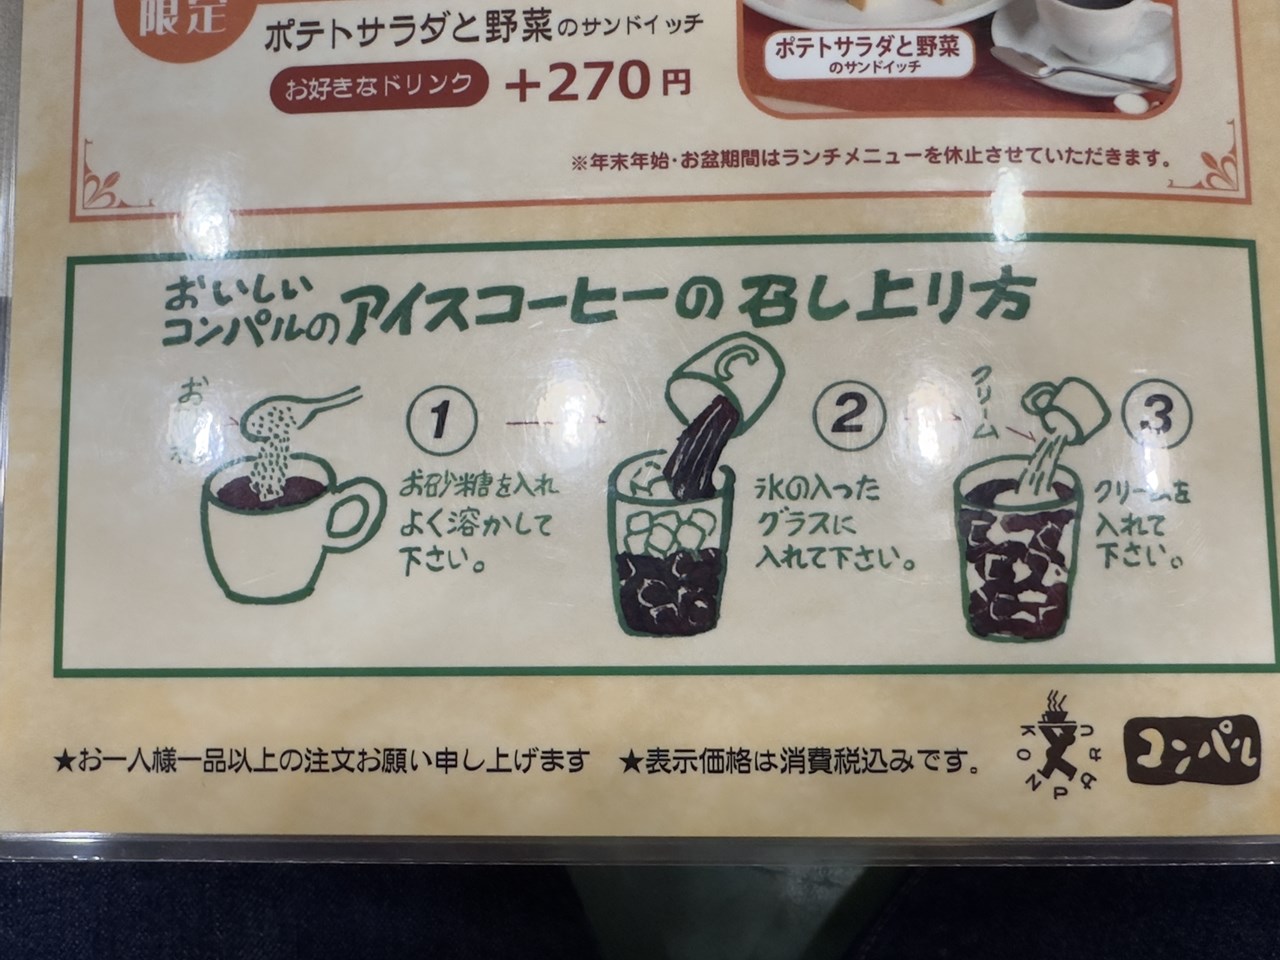 限定
ポテトサラダと野菜のサンドイッチ
お好きなドリンク +270円
ポテトサラダと野菜
のサンドイッチ
※年末年始・お盆期間はランチメニューを休止させていただきます。
おいしい
コンパルのアイスコーヒーの召し上り方
お
①
お砂糖を入れ
よく溶かして
下さい。
②
氷の入った
グラスに
入れて下さい。
クリーム
③
クリームを
入れて
下さい。
★お一人様一品以上の注文お願い申し上げます ★表示価格は消費税込みです。
KONPARU
コンパル